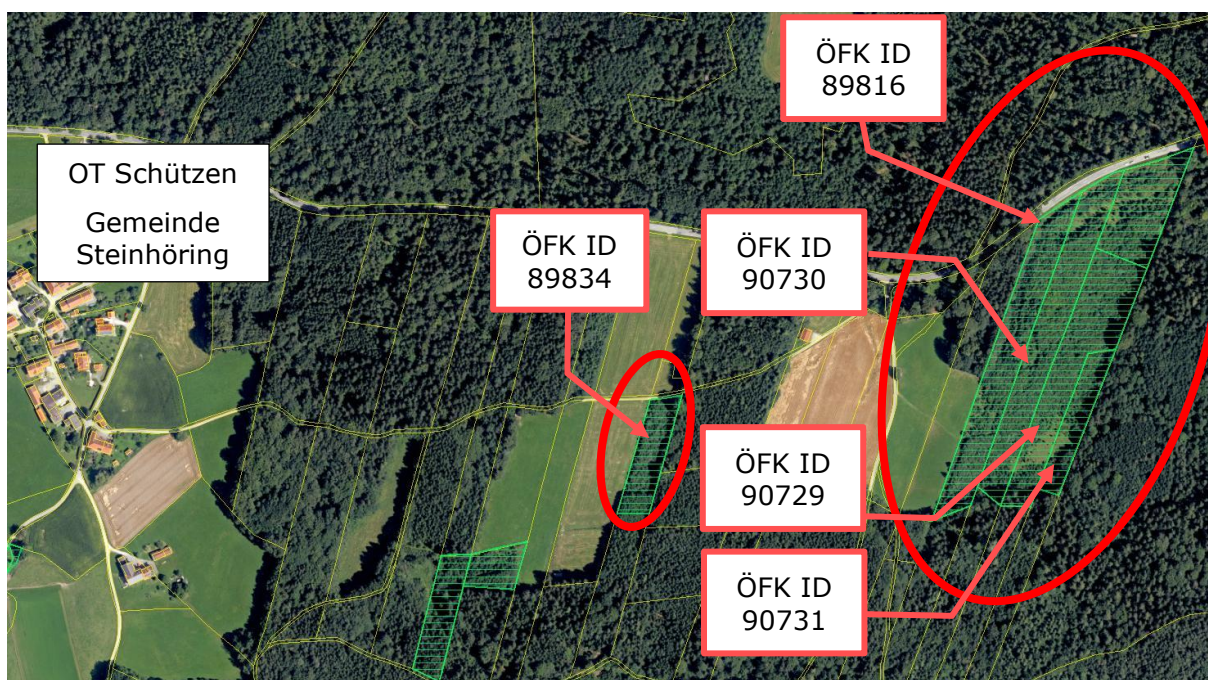 ÖFK ID
89816
OT Schützen
Gemeinde
Steinhöring
ÖFK ID
89834
ÖFK ID
90730
ÖFK ID
90729
ÖFK ID
90731